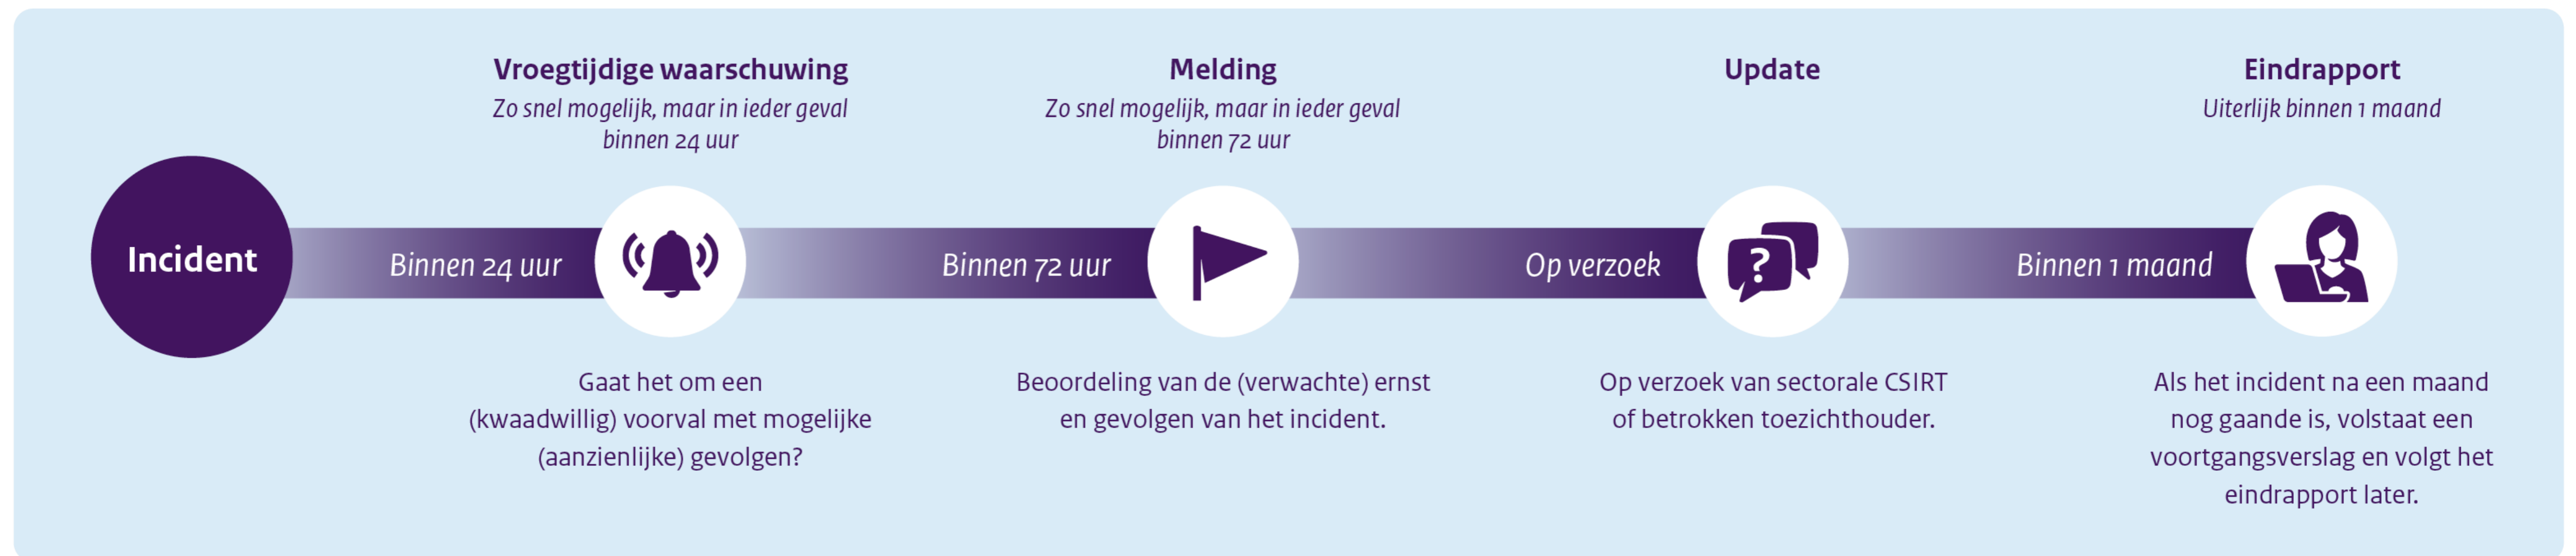 Vroegtijdige waarschuwing
Zo snel mogelijk, maar in ieder geval
binnen 24 uur
Melding
Zo snel mogelijk, maar in ieder geval
binnen 72 uur
Update
Eindrapport
Uiterlijk binnen 1 maand
Incident
Binnen 24 uur
Binnen 72 uur
Op verzoek
?
Binnen 1 maand
Gaat het om een
(kwaadwillig) voorval met mogelijke
(aanzienlijke) gevolgen?
Beoordeling van de (verwachte) ernst
en gevolgen van het incident.
Op verzoek van sectorale CSIRT
of betrokken toezichthouder.
Als het incident na een maand
nog gaande is, volstaat een
voortgangsverslag en volgt het
eindrapport later.